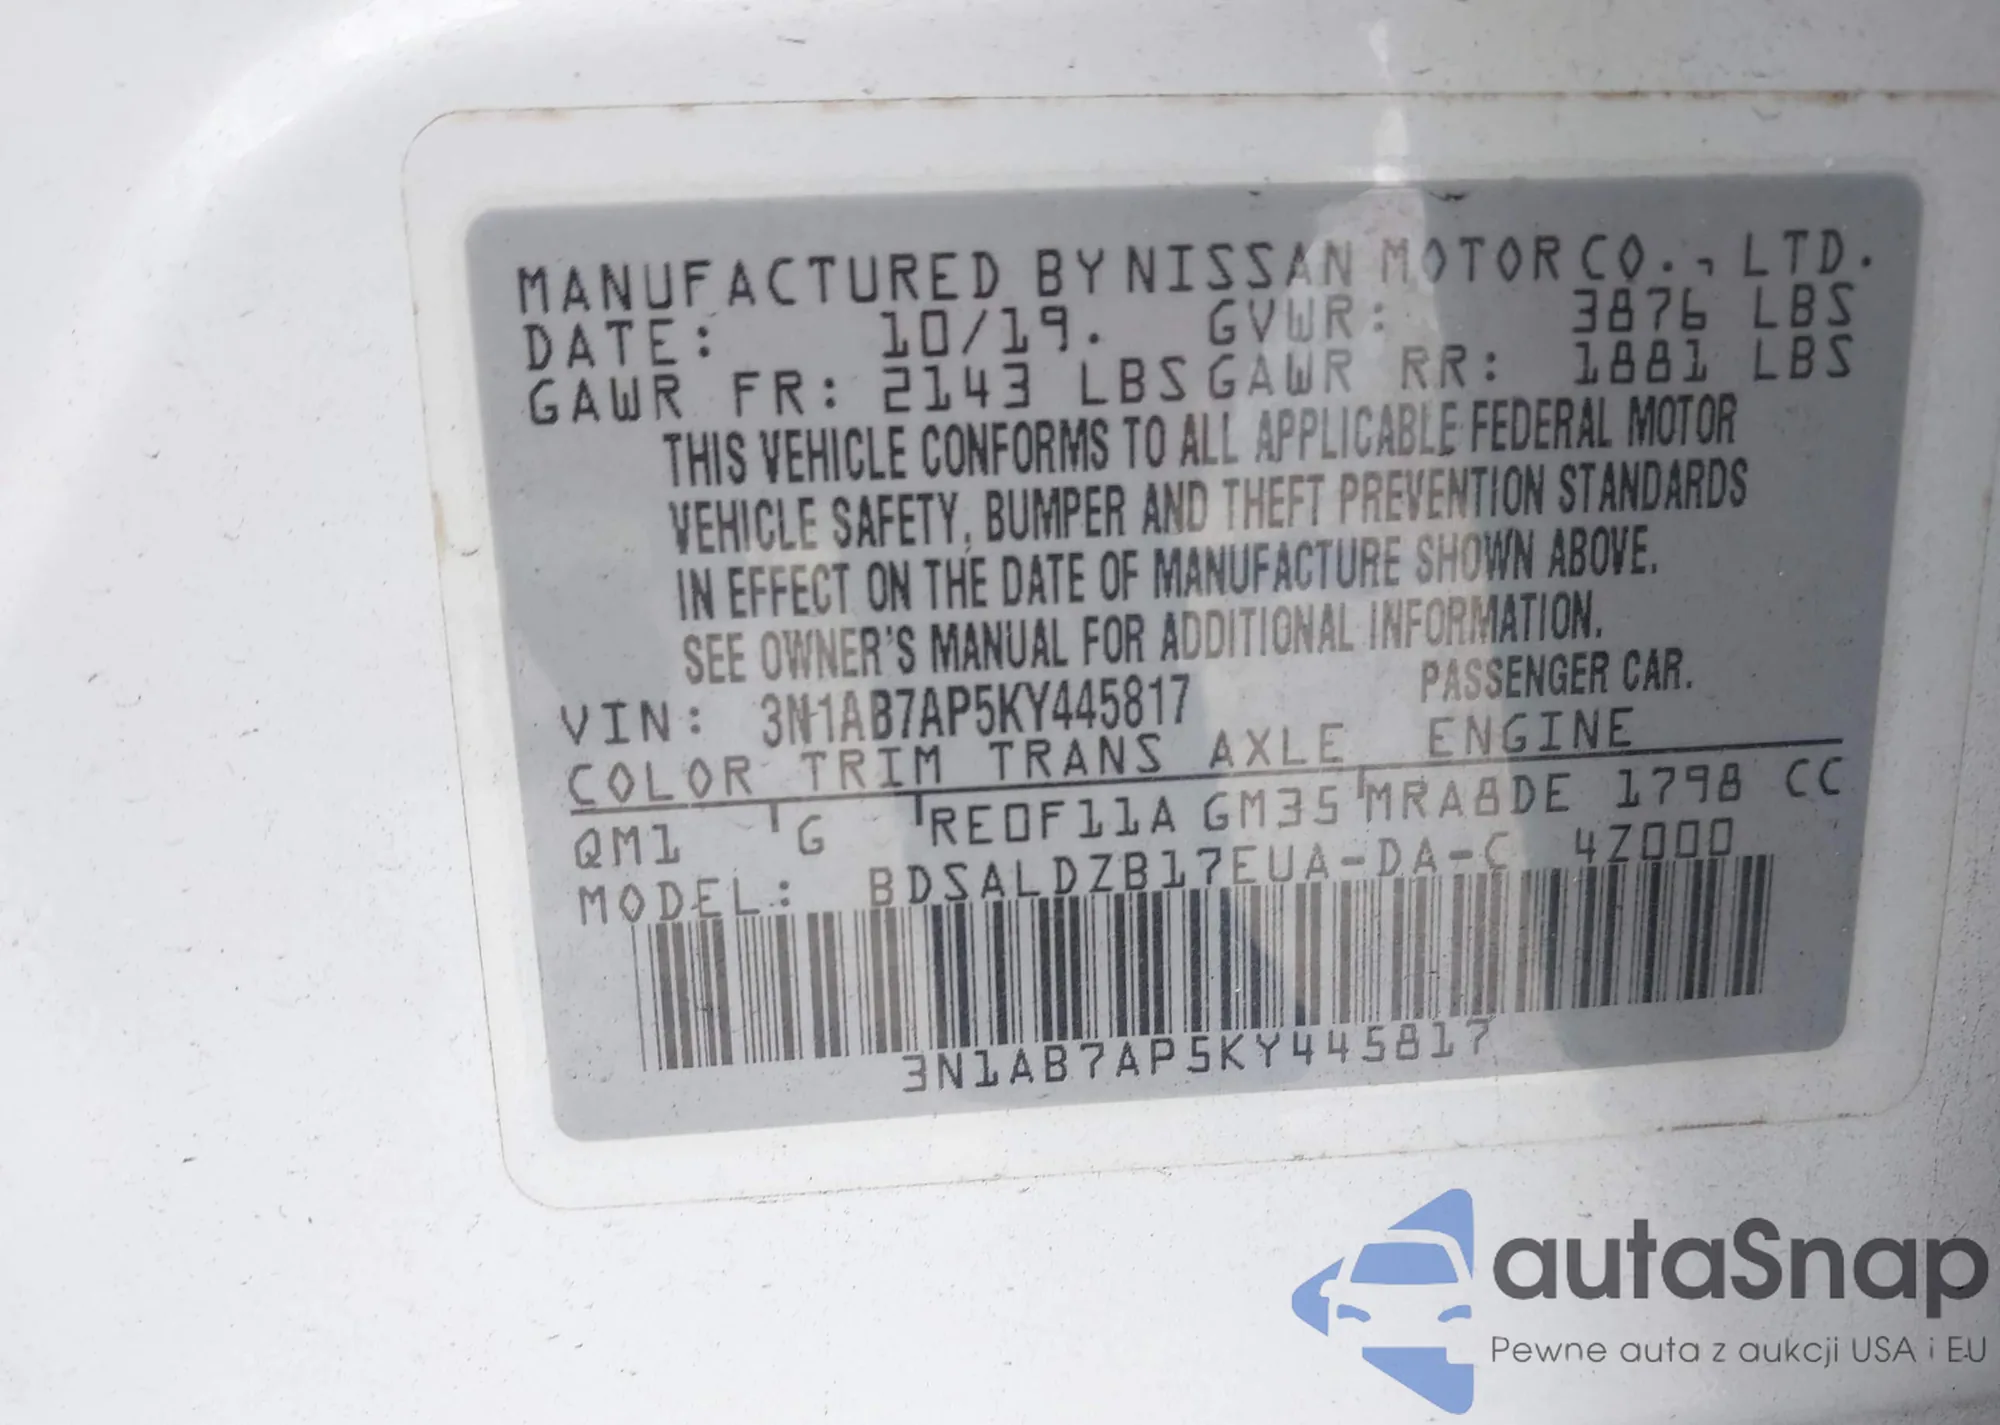 MANUFACTURED BY NISSAN MOTOR CO., LTD.
DATE: 10/19. GVWR: 3876 LBS
GAWR FR: 2143 LBS GAWR RR: 1881 LBS
THIS VEHICLE CONFORMS TO ALL APPLICABLE FEDERAL MOTOR
VEHICLE SAFETY, BUMPER AND THEFT PREVENTION STANDARDS
IN EFFECT ON THE DATE OF MANUFACTURE SHOWN ABOVE.
SEE OWNER'S MANUAL FOR ADDITIONAL INFORMATION.
VIN: 3N1AB7AP5KY445817 PASSENGER CAR.
COLOR TRIM TRANS AXLE ENGINE
QM1 G RE0F11A GM35 MRA8DE 1798 CC
MODEL: BDSALDZB17EUA-DA-C 4Z000
3N1AB7AP5KY445817
autaSnap
Pewne auta z aukcji USA i EU